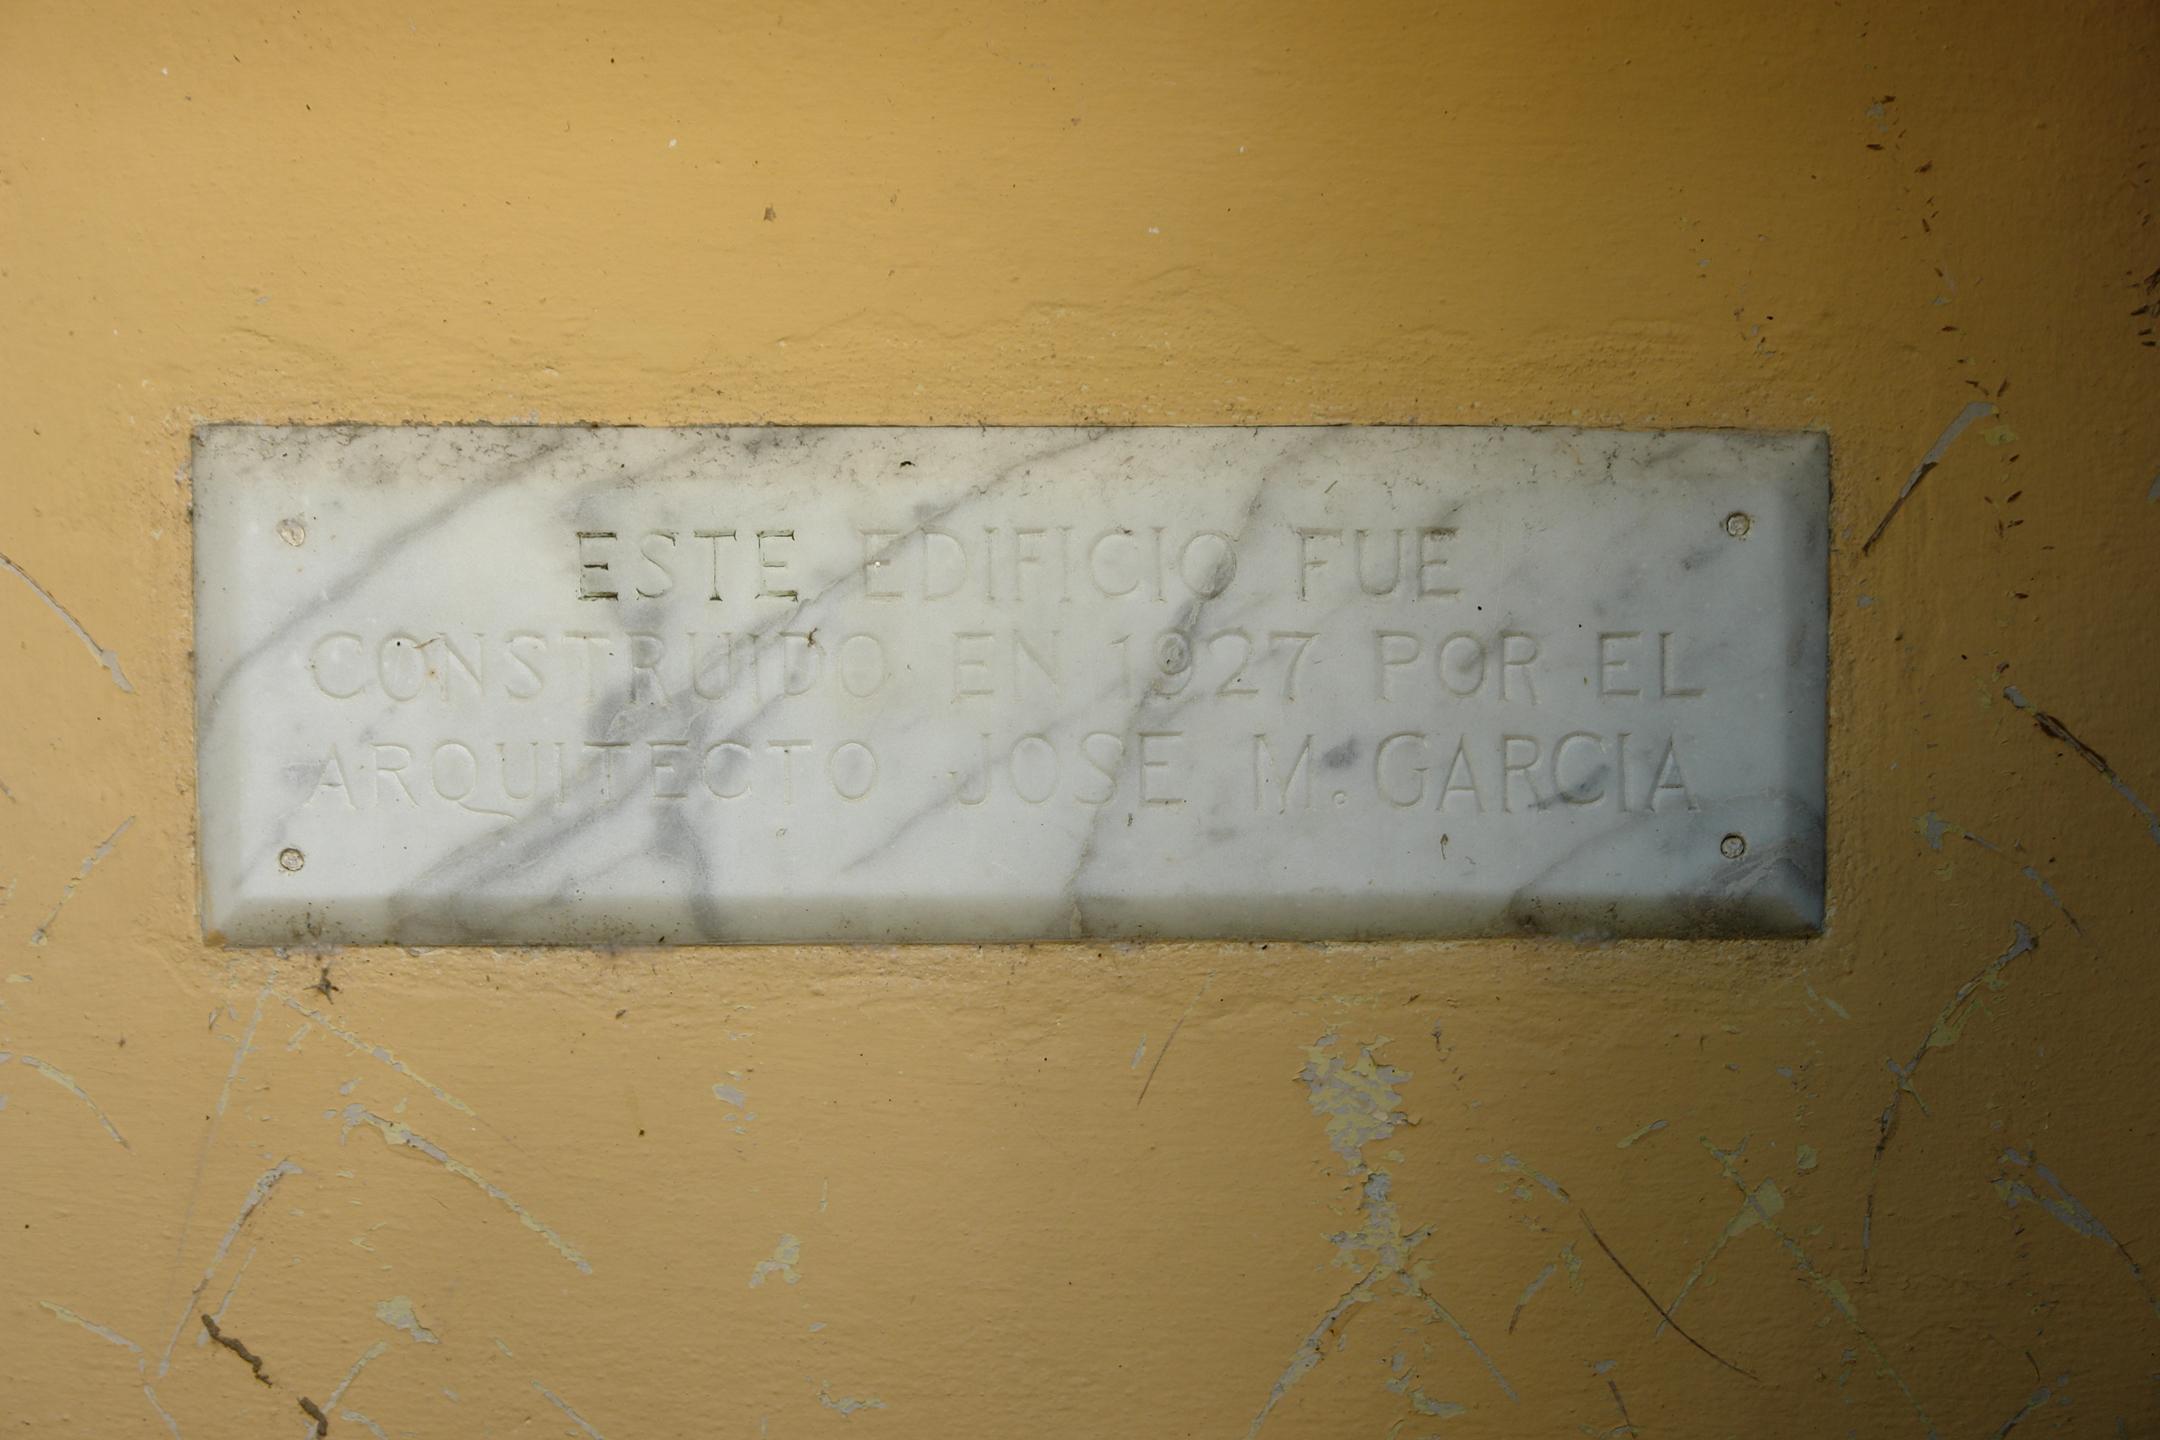 ESTE EDIFICIO FUE
CONSTRUIDO EN 1927 POR EL
ARQUITECTO JOSE M. GARCIA